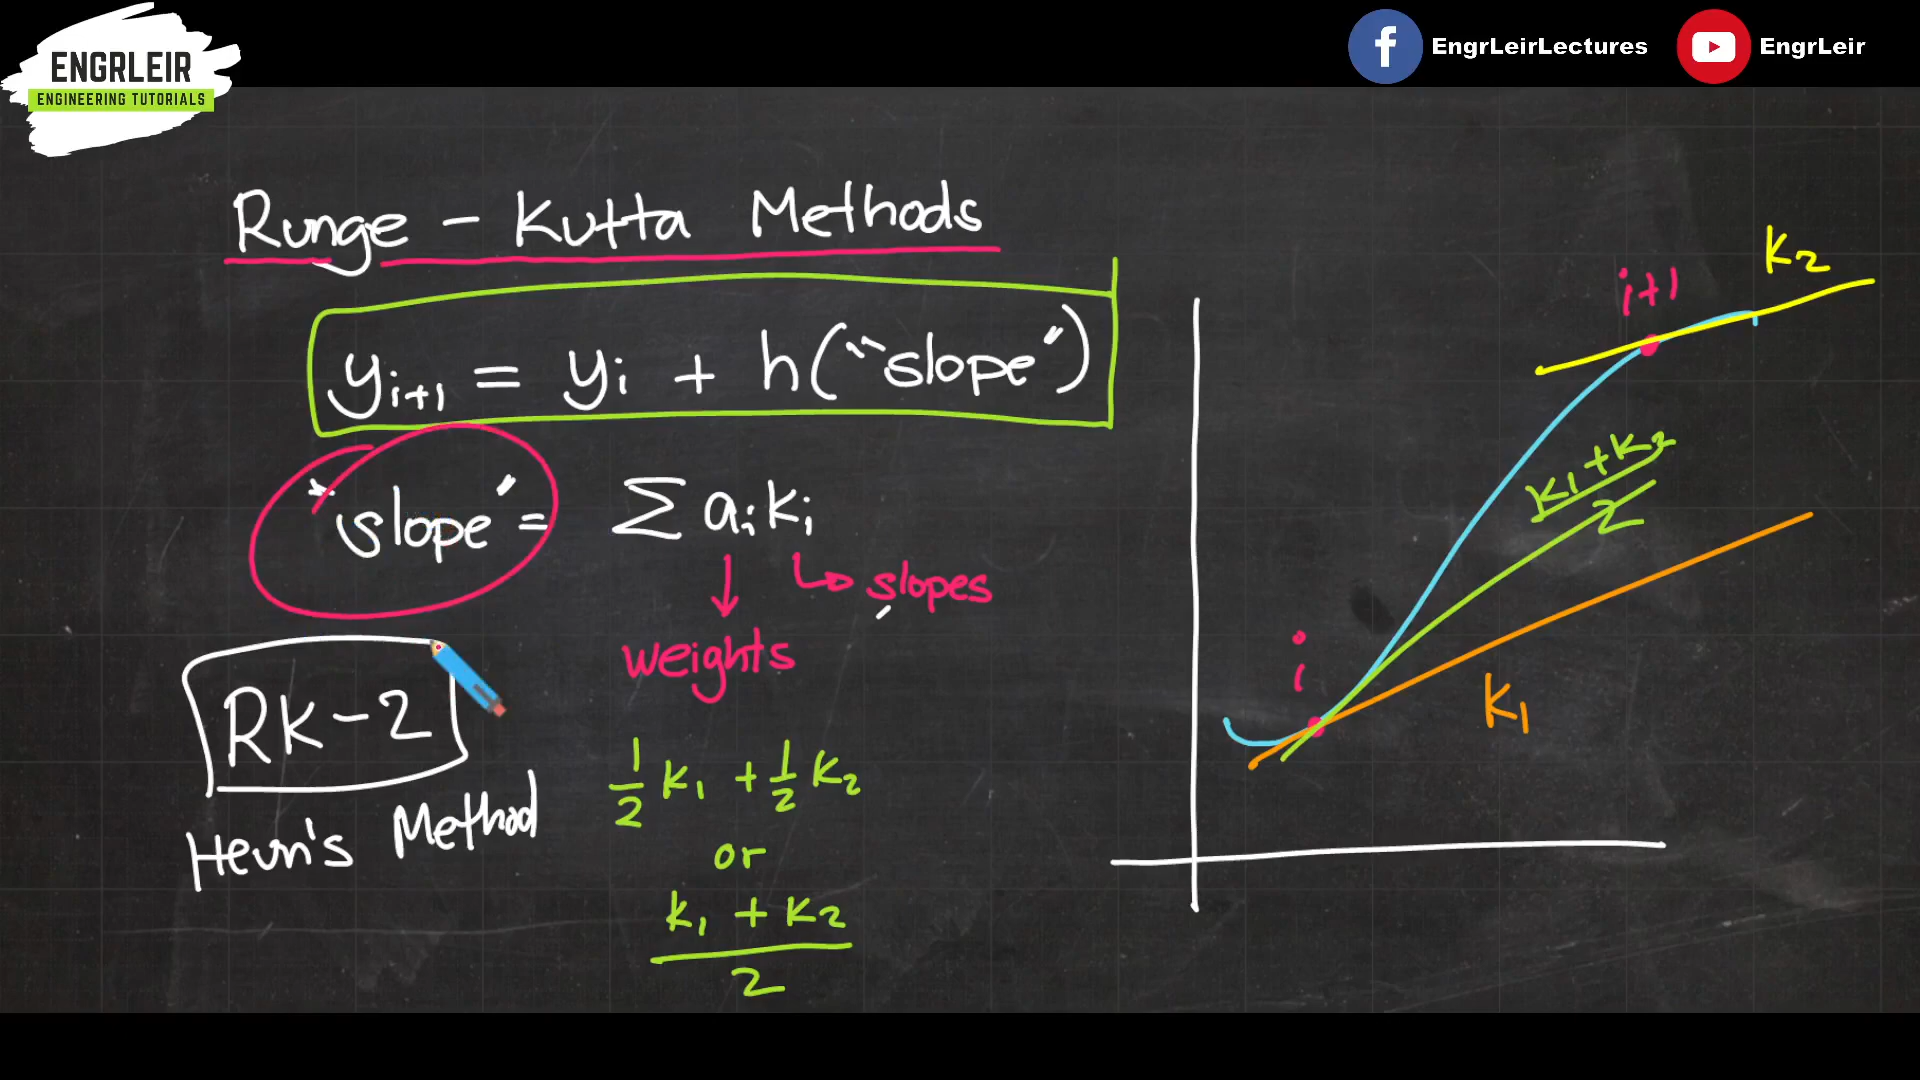 ENGRLEIR
ENGINEERING TUTORIALS
EngrLeirLectures
EngrLeir
Runge - Kutta Methods
yi+1 = yi + h("slope")
"slope" = Σ aiki
slopes
weights
RK-2
Heun's Method
1/2 k1 + 1/2 k2
or
k1 + k2
2
i+1
k2
k1 + k2
2
i
k1